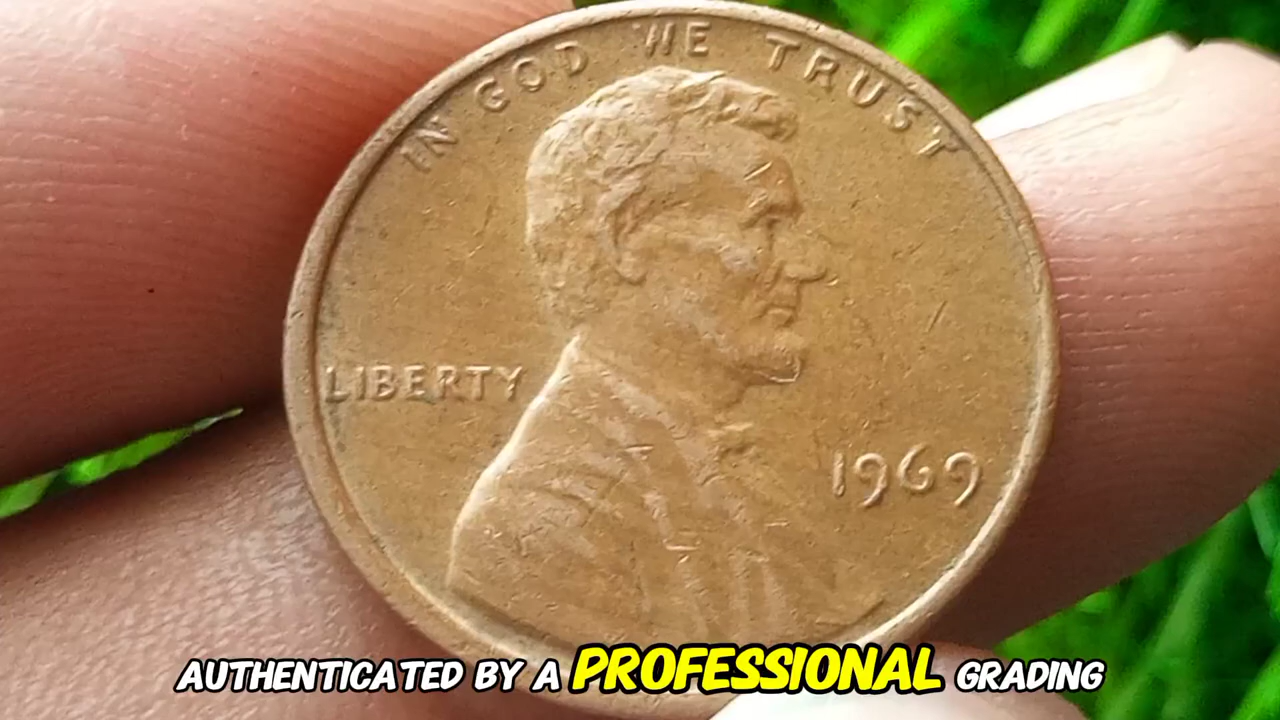 IN GOD WE TRUST
LIBERTY
1969
AUTHENTICATED BY A PROFESSIONAL GRADING